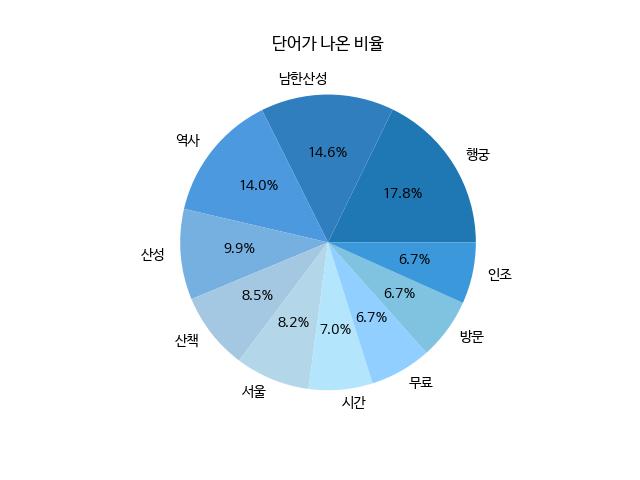 단어가 나온 비율
남한산성
행궁
역사
14.6%
17.8%
14.0%
산성
9.9%
6.7%
인조
8.5%
6.7%
8.2%
7.0%
6.7%
산책
방문
서울
시간
무료